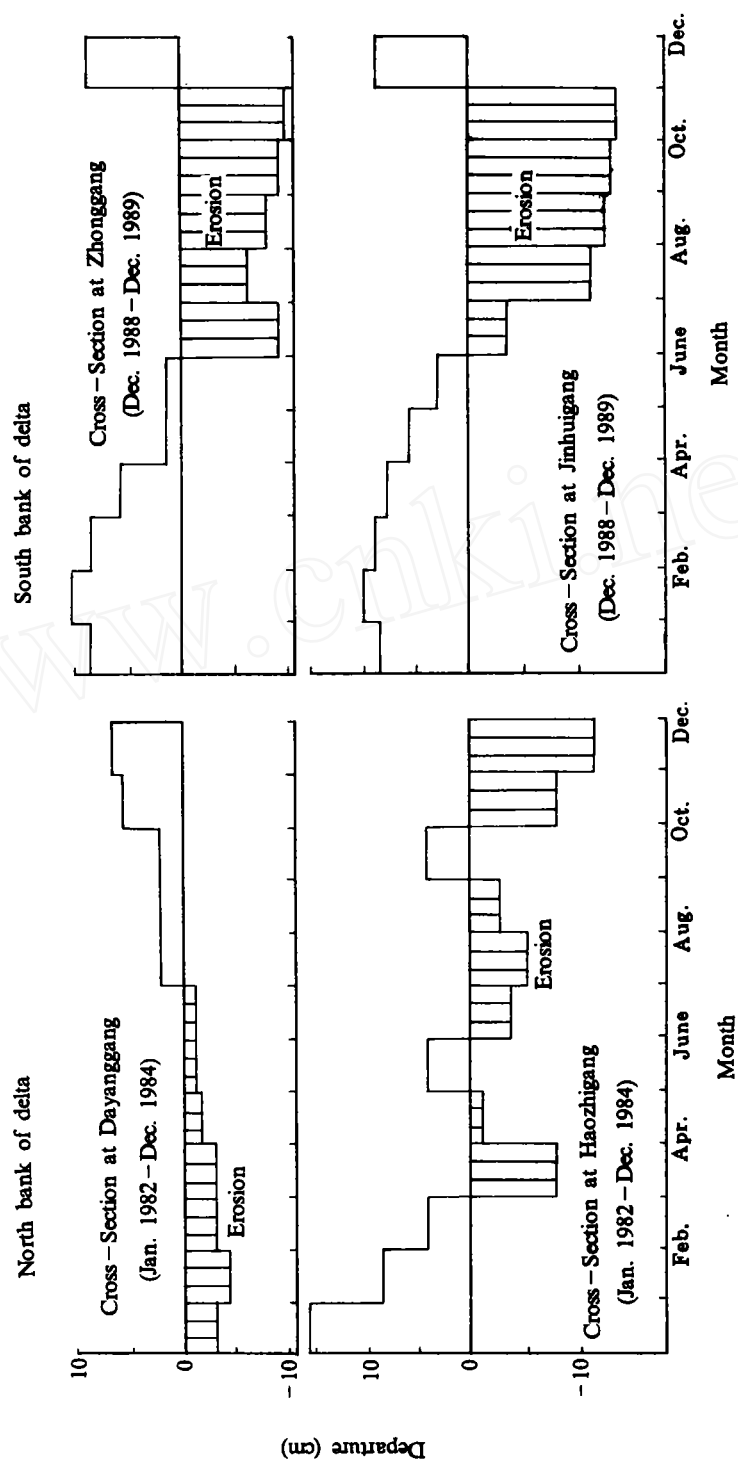 North bank of delta
South bank of delta
Departure (cm)
10
0
-10
Cross-Section at Dayanggang
(Jan. 1982-Dec. 1984)
Erosion
Cross-Section at Zhonggang
(Dec. 1988-Dec. 1989)
Erosion
10
0
-10
Cross-Section at Haozhigang
(Jan. 1982-Dec. 1984)
Erosion
Cross-Section at Jinhuigang
(Dec. 1988-Dec. 1989)
Erosion
Feb.
Apr.
June
Aug.
Oct.
Dec.
Feb.
Apr.
June
Aug.
Oct.
Dec.
Month
Month
www.cnki.ne